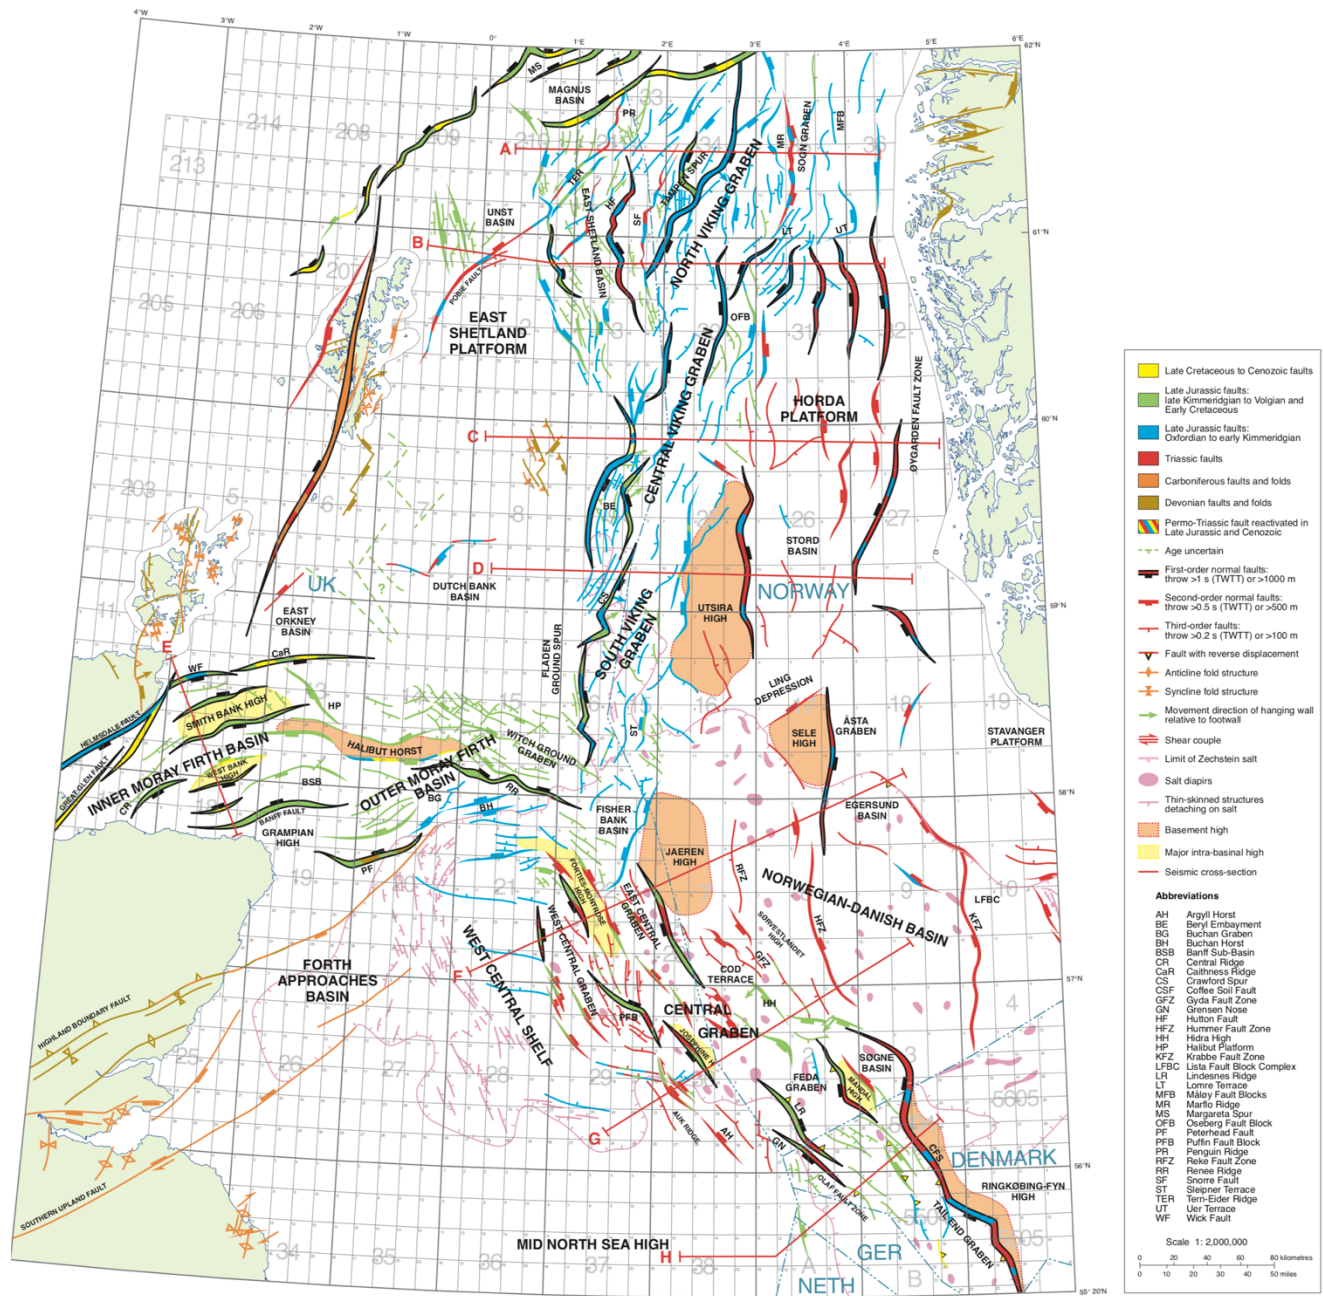 4°W
3°W
2°W
1°W
0°
1°E
2°E
3°E
4°E
5°E
6°E
62°N
MS
MAGNUS
BASIN
33
PR
214
208
209
210
34
MR
SOGN GRABEN
MFB
36
213
A
TER
TAMPEN SPUR
UNST
BASIN
EAST SHETLAND BASIN
HF
SF
NORTH VIKING GRABEN
LT
UT
61°N
B
207
POBIE FAULT
205
206
EAST
SHETLAND
PLATFORM
3
30
OFB
31
32
CENTRAL VIKING GRABEN
HORDA
PLATFORM
ØYGARDEN FAULT ZONE
60°N
C
203
5
7
8
BE
25
26
27
STORD
BASIN
D
UK
DUTCH BANK
BASIN
NORWAY
11
EAST
ORKNEY
BASIN
CS
UTSIRA
HIGH
59°N
E
FLADEN
GROUND SPUR
SOUTH VIKING
GRABEN
WF
CaR
12
13
14
15
16
16
LING
DEPRESSION
18
19
SMITH BANK HIGH
HP
HELMSDALE FAULT
HALIBUT HORST
WITCH GROUND
GRABEN
ST
SELE
HIGH
ÅSTA
GRABEN
STAVANGER
PLATFORM
GREAT GLEN FAULT
INNER MORAY FIRTH BASIN
WEST BANK
HIGH
BSB
OUTER MORAY FIRTH
BASIN
RR
58°N
CR
18
BANFF FAULT
BG
BH
FISHER
BANK
BASIN
EGERSUND
BASIN
GRAMPIAN
HIGH
PF
JAEREN
HIGH
19
20
21
FORTIES-MONTROSE
HIGH
EAST CENTRAL
GRABEN
RFZ
NORWEGIAN-DANISH BASIN
9
10
LFBC
WEST CENTRAL GRABEN
SØRVESTLANDET
HIGH
HFZ
KFZ
WEST CENTRAL SHELF
FORTH
APPROACHES
BASIN
F
COD
TERRACE
GFZ
57°N
HH
4
PFB
CENTRAL
GRABEN
HIGHLAND BOUNDARY FAULT
JOSEPHINE H
25
26
27
28
29
2
3
SØGNE
BASIN
FEDA
GRABEN
MANDAL
HIGH
5605
LR
G
AUK RIDGE
AH
GN
CFS
DENMARK
56°N
SOUTHERN UPLAND FAULT
OLAF FAULT ZONE
RINGKØBING-FYN
HIGH
TAIL END GRABEN
MID NORTH SEA HIGH
H
34
35
36
37
38
A
GER
B
NETH
55° 20'N
Late Cretaceous to Cenozoic faults
Late Jurassic faults:
late Kimmeridgian to Volgian and
Early Cretaceous
Late Jurassic faults:
Oxfordian to early Kimmeridgian
Triassic faults
Carboniferous faults and folds
Devonian faults and folds
Permo-Triassic fault reactivated in
Late Jurassic and Cenozoic
Age uncertain
First-order normal faults:
throw >1 s (TWTT) or >1000 m
Second-order normal faults:
throw >0.5 s (TWTT) or >500 m
Third-order faults:
throw >0.2 s (TWTT) or >100 m
Fault with reverse displacement
Anticline fold structure
Syncline fold structure
Movement direction of hanging wall
relative to footwall
Shear couple
Limit of Zechstein salt
Salt diapirs
Thin-skinned structures
detaching on salt
Basement high
Major intra-basinal high
Seismic cross-section
Abbreviations
AH Argyll Horst
BE Beryl Embayment
BG Buchan Graben
BH Buchan Horst
BSB Banff Sub-Basin
CR Central Ridge
CaR Caithness Ridge
CS Crawford Spur
CSF Coffee Soil Fault
GFZ Gyda Fault Zone
GN Grensen Nose
HF Hutton Fault
HFZ Hummer Fault Zone
HH Hidra High
HP Halibut Platform
KFZ Krabbe Fault Zone
LFBC Lista Fault Block Complex
LR Lindesnes Ridge
LT Lomre Terrace
MFB Måløy Fault Blocks
MR Marflo Ridge
MS Margareta Spur
OFB Oseberg Fault Block
PF Peterhead Fault
PFB Puffin Fault Block
PR Penguin Ridge
RFZ Reke Fault Zone
RR Renee Ridge
SF Snorre Fault
ST Sleipner Terrace
TER Tern-Eider Ridge
UT Uer Terrace
WF Wick Fault
Scale 1: 2,000,000
0 20 40 60 80 kilometres
0 10 20 30 40 50 miles